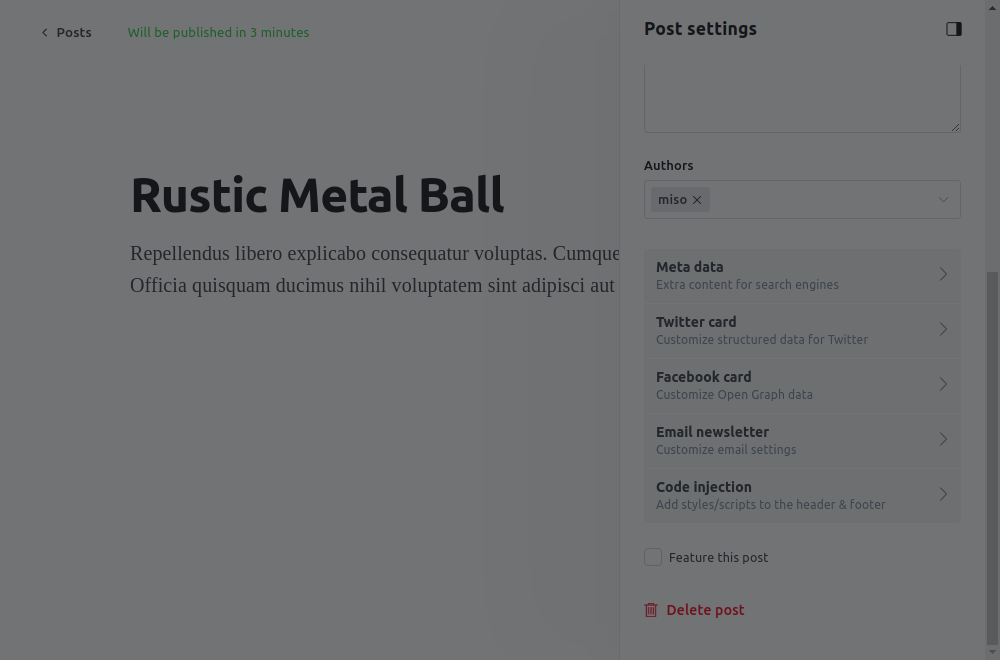 Posts
Will be published in 3 minutes
Post settings
Rustic Metal Ball
Repellendus libero explicabo consequatur voluptas. Cumque
Officia quisquam ducimus nihil voluptatem sint adipisci aut
Authors
miso
Meta data
Extra content for search engines
Twitter card
Customize structured data for Twitter
Facebook card
Customize Open Graph data
Email newsletter
Customize email settings
Code injection
Add styles/scripts to the header & footer
Feature this post
Delete post